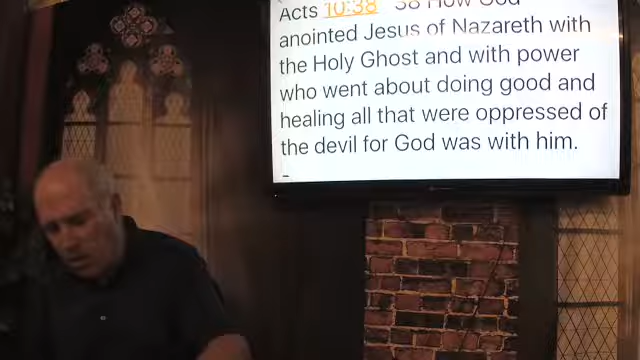 Acts 10:38 38 How God
anointed Jesus of Nazareth with
the Holy Ghost and with power
who went about doing good and
healing all that were oppressed of
the devil for God was with him.